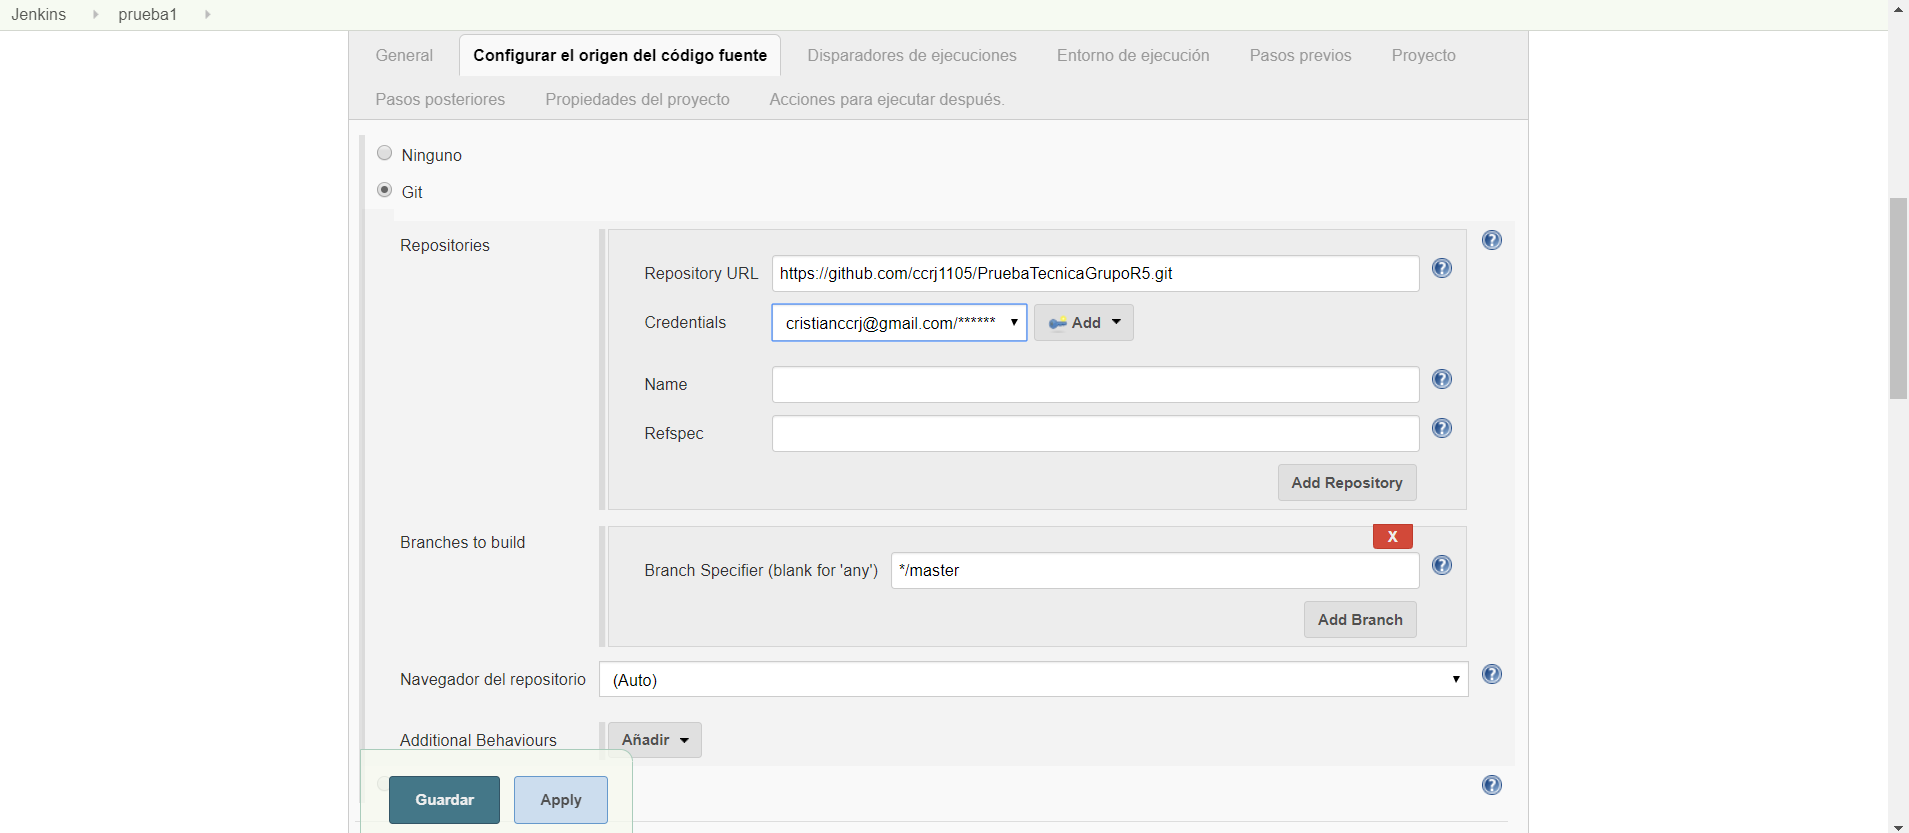 Jenkins prueba1
General Configurar el origen del código fuente Disparadores de ejecuciones Entorno de ejecución Pasos previos Proyecto
Pasos posteriores Propiedades del proyecto Acciones para ejecutar después.
Ninguno
Git
Repositories
Repository URL https://github.com/ccrj1105/PruebaTecnicaGrupoR5.git
Credentials cristianccrj@gmail.com/****** Add
Name
Refspec
Add Repository
Branches to build
X
Branch Specifier (blank for 'any') */master
Add Branch
Navegador del repositorio (Auto)
Additional Behaviours Añadir
Guardar Apply